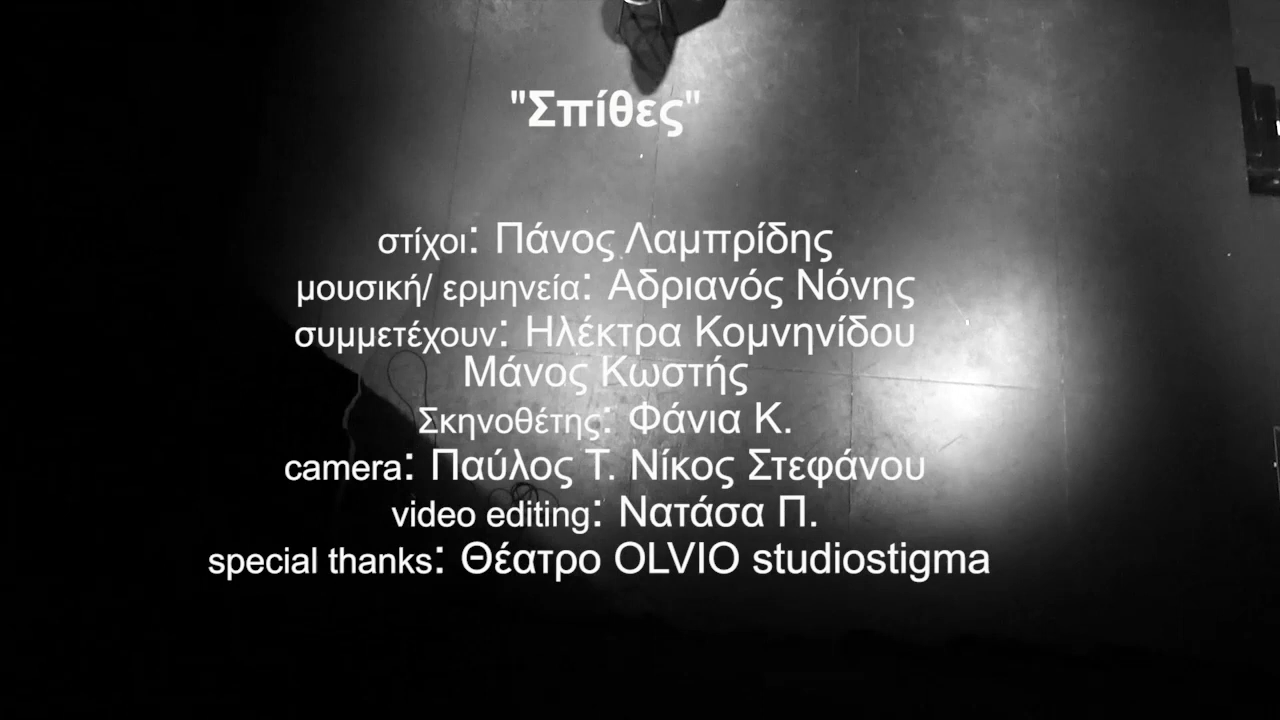 "Σπίθες"
στίχοι: Πάνος Λαμπρίδης
μουσική/ ερμηνεία: Αδριανός Νόνης
συμμετέχουν: Ηλέκτρα Κομνηνίδου
Μάνος Κωστής
Σκηνοθέτης: Φάνια Κ.
camera: Παύλος Τ. Νίκος Στεφάνου
video editing: Νατάσα Π.
special thanks: Θέατρο OLVIO studiostigma